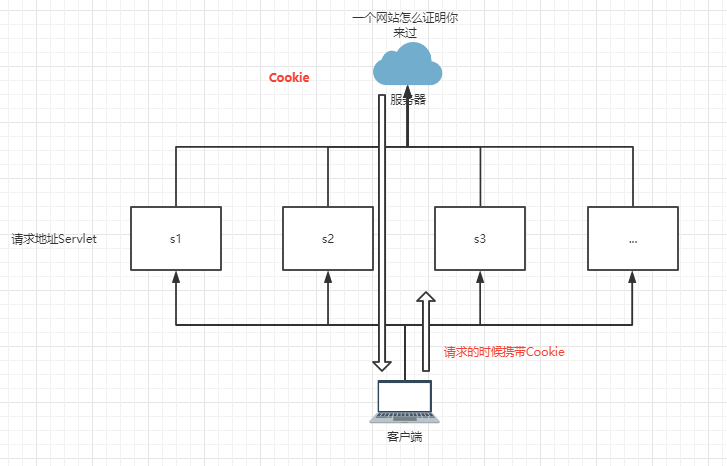 一个网站怎么证明你
来过
Cookie
服务器
请求地址Servlet
s1
s2
s3
...
请求的时候携带Cookie
客户端